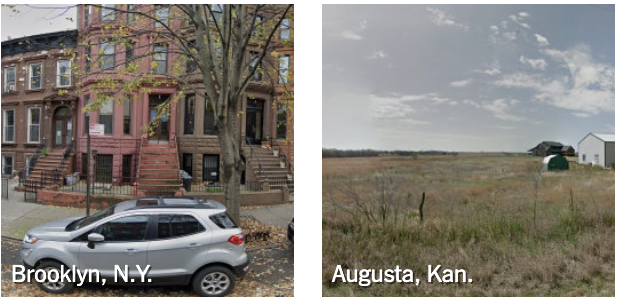 Brooklyn, N.Y.
Augusta, Kan.